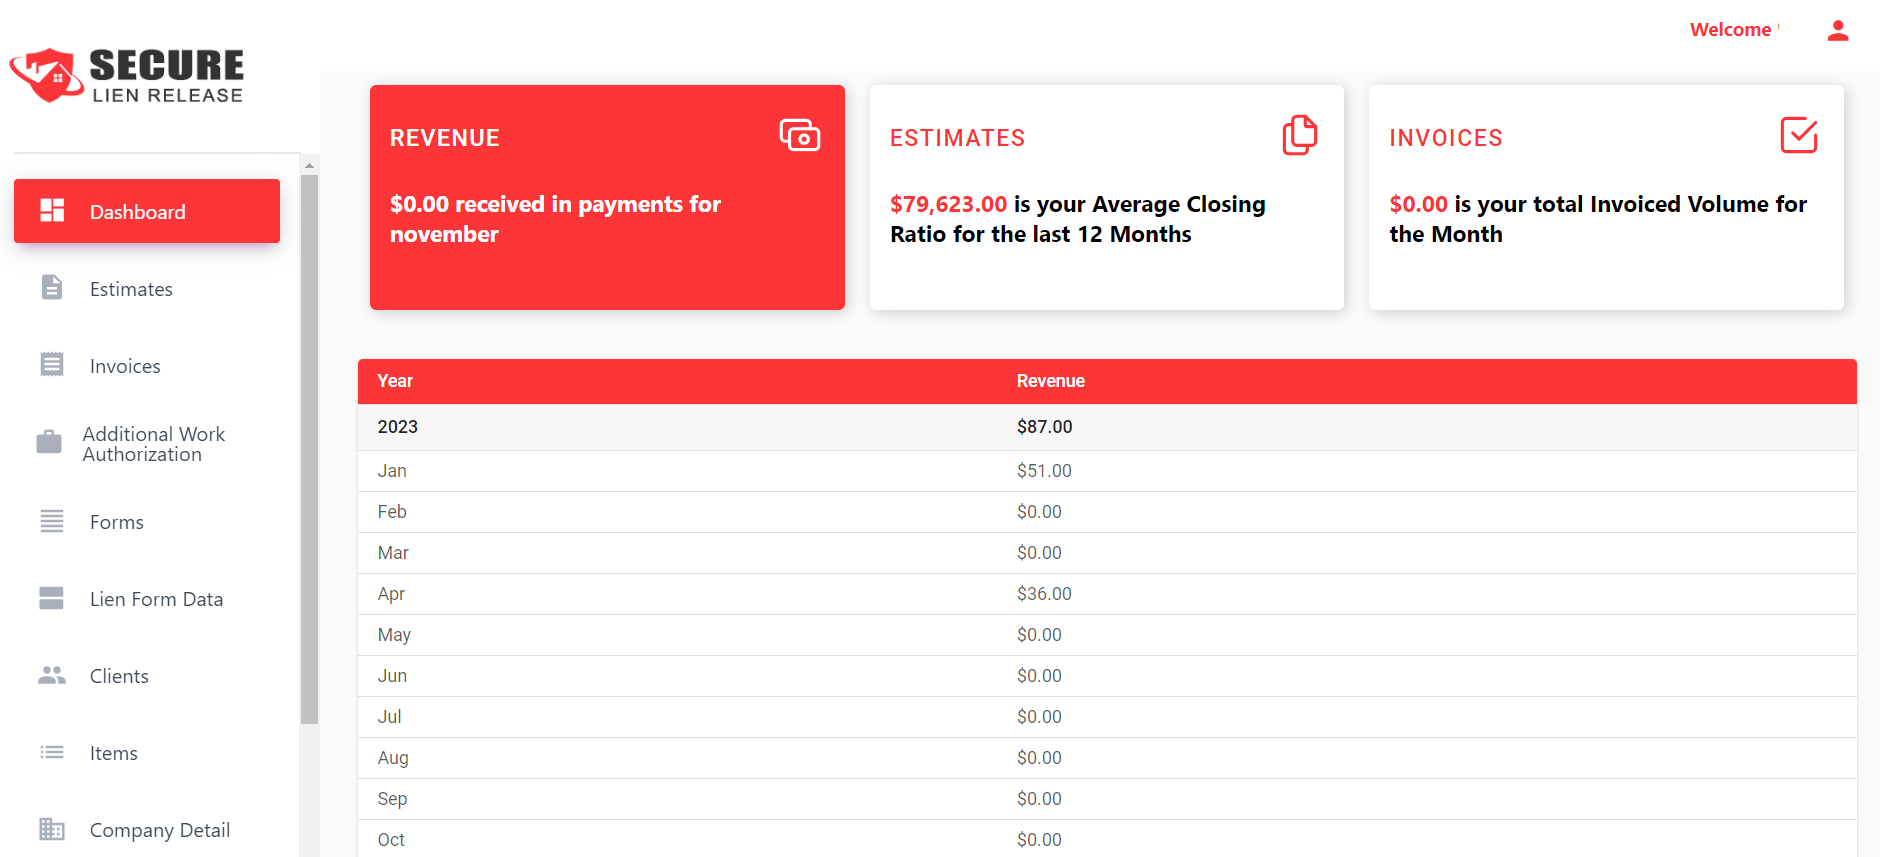 Welcome
SECURE
LIEN RELEASE
Dashboard
Estimates
Invoices
Additional Work
Authorization
Forms
Lien Form Data
Clients
Items
Company Detail
REVENUE
$0.00 received in payments for
november
ESTIMATES
$79,623.00 is your Average Closing
Ratio for the last 12 Months
INVOICES
$0.00 is your total Invoiced Volume for
the Month
Year Revenue
2023 $87.00
Jan $51.00
Feb $0.00
Mar $0.00
Apr $36.00
May $0.00
Jun $0.00
Jul $0.00
Aug $0.00
Sep $0.00
Oct $0.00